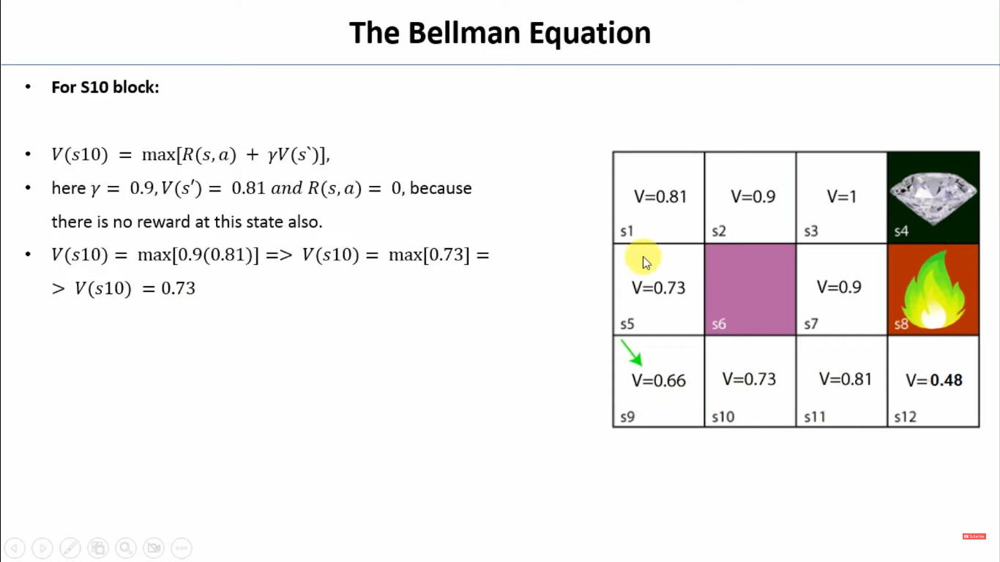 The Bellman Equation
• For S10 block:
• V(s10) = max[R(s,a) + γV(s`)],
• here γ = 0.9,V(s′) = 0.81 and R(s,a) = 0, because
there is no reward at this state also.
• V(s10) = max[0.9(0.81)] => V(s10) = max[0.73] =
> V(s10) = 0.73
V=0.81 V=0.9 V=1
s1 s2 s3 s4
V=0.73 V=0.9
s5 s6 s7 s8
V=0.66 V=0.73 V=0.81 V=0.48
s9 s10 s11 s12
Subscribe